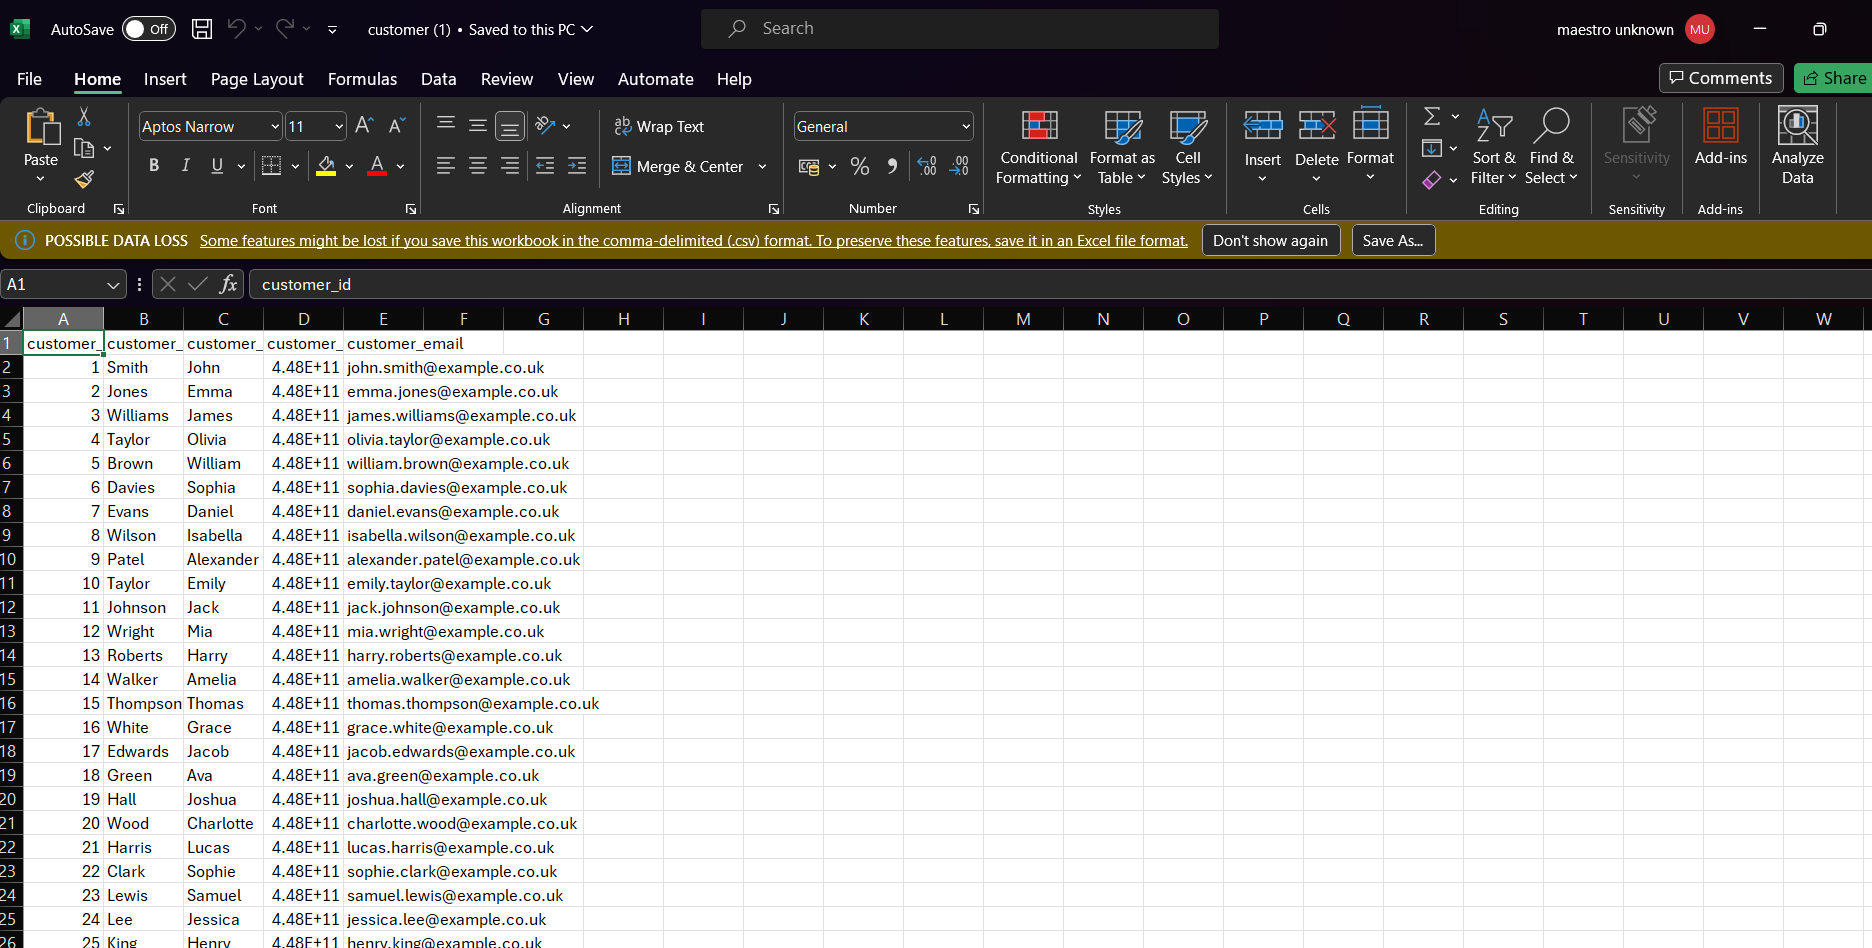 AutoSave Off customer (1) • Saved to this PC Search maestro unknown MU
File Home Insert Page Layout Formulas Data Review View Automate Help Comments Share
Aptos Narrow 11 A A ab Wrap Text General
Paste B I U A Merge & Center % , .00 .00
Conditional Formatting Format as Table Cell Styles Insert Delete Format Sort & Filter Find & Select Sensitivity Add-ins Analyze Data
Clipboard Font Alignment Number Styles Cells Editing Sensitivity Add-ins
POSSIBLE DATA LOSS Some features might be lost if you save this workbook in the comma-delimited (.csv) format. To preserve these features, save it in an Excel file format. Don't show again Save As...
A1 fx customer_id
A B C D E F G H I J K L M N O P Q R S T U V W
1 customer_ customer_ customer_ customer_ customer_email
2 1 Smith John 4.48E+11 john.smith@example.co.uk
3 2 Jones Emma 4.48E+11 emma.jones@example.co.uk
4 3 Williams James 4.48E+11 james.williams@example.co.uk
5 4 Taylor Olivia 4.48E+11 olivia.taylor@example.co.uk
6 5 Brown William 4.48E+11 william.brown@example.co.uk
7 6 Davies Sophia 4.48E+11 sophia.davies@example.co.uk
8 7 Evans Daniel 4.48E+11 daniel.evans@example.co.uk
9 8 Wilson Isabella 4.48E+11 isabella.wilson@example.co.uk
10 9 Patel Alexander 4.48E+11 alexander.patel@example.co.uk
11 10 Taylor Emily 4.48E+11 emily.taylor@example.co.uk
12 11 Johnson Jack 4.48E+11 jack.johnson@example.co.uk
13 12 Wright Mia 4.48E+11 mia.wright@example.co.uk
14 13 Roberts Harry 4.48E+11 harry.roberts@example.co.uk
15 14 Walker Amelia 4.48E+11 amelia.walker@example.co.uk
16 15 Thompson Thomas 4.48E+11 thomas.thompson@example.co.uk
17 16 White Grace 4.48E+11 grace.white@example.co.uk
18 17 Edwards Jacob 4.48E+11 jacob.edwards@example.co.uk
19 18 Green Ava 4.48E+11 ava.green@example.co.uk
20 19 Hall Joshua 4.48E+11 joshua.hall@example.co.uk
21 20 Wood Charlotte 4.48E+11 charlotte.wood@example.co.uk
22 21 Harris Lucas 4.48E+11 lucas.harris@example.co.uk
23 22 Clark Sophie 4.48E+11 sophie.clark@example.co.uk
24 23 Lewis Samuel 4.48E+11 samuel.lewis@example.co.uk
25 24 Lee Jessica 4.48E+11 jessica.lee@example.co.uk
26 25 King Henry 4.48E+11 henry.king@example.co.uk